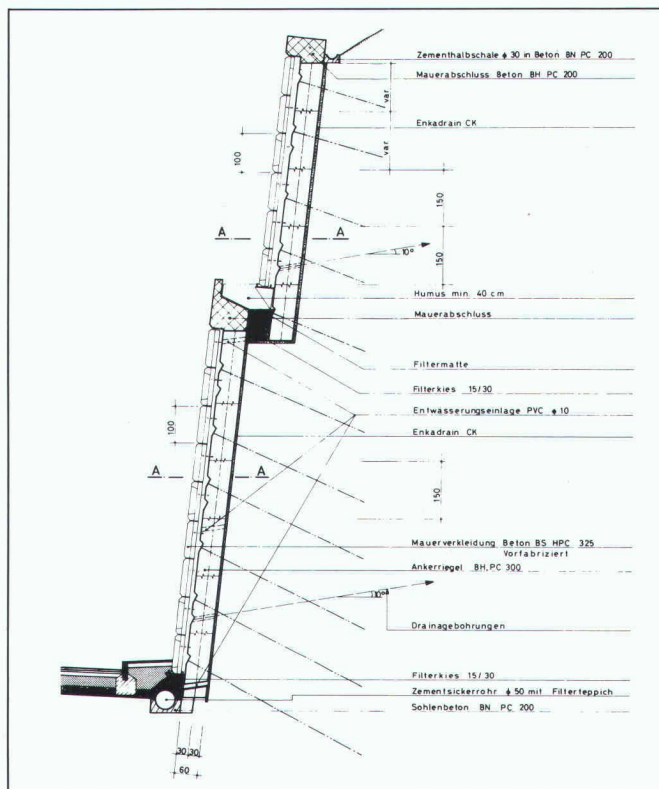 Zementhalbschale ϕ 30 in Beton BN PC 200
Mauerabschluss Beton BH PC 200
var
Enkadrain CK
var
100
150
A A
150
10°
Humus min. 40 cm
Mauerabschluss
Filtermatte
Filterkies 15/30
Entwässerungseinlage PVC ϕ 10
100
Enkadrain CK
A A
150
Mauerverkleidung Beton BS HPC 325
Vorfabriziert
Ankerriegel BH, PC 300
10°
Drainagebohrungen
Filterkies 15/30
Zementsickerrohr ϕ 50 mit Filterteppich
Sohlenbeton BN PC 200
30 30
60